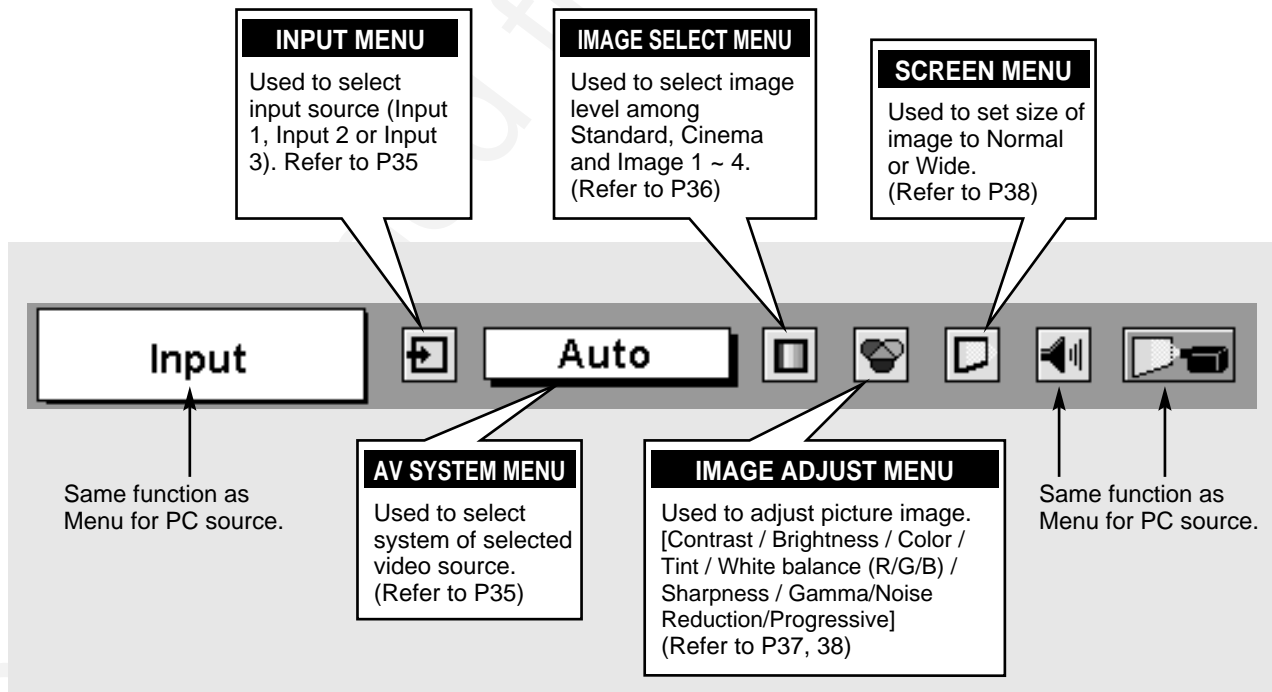 INPUT MENU
Used to select
input source (Input
1, Input 2 or Input
3). Refer to P35
IMAGE SELECT MENU
Used to select image
level among
Standard, Cinema
and Image 1 ~ 4.
(Refer to P36)
SCREEN MENU
Used to set size of
image to Normal
or Wide.
(Refer to P38)
Input
Auto
Same function as
Menu for PC source.
AV SYSTEM MENU
Used to select
system of selected
video source.
(Refer to P35)
IMAGE ADJUST MENU
Used to adjust picture image.
[Contrast / Brightness / Color /
Tint / White balance (R/G/B) /
Sharpness / Gamma/Noise
Reduction/Progressive]
(Refer to P37, 38)
Same function as
Menu for PC source.